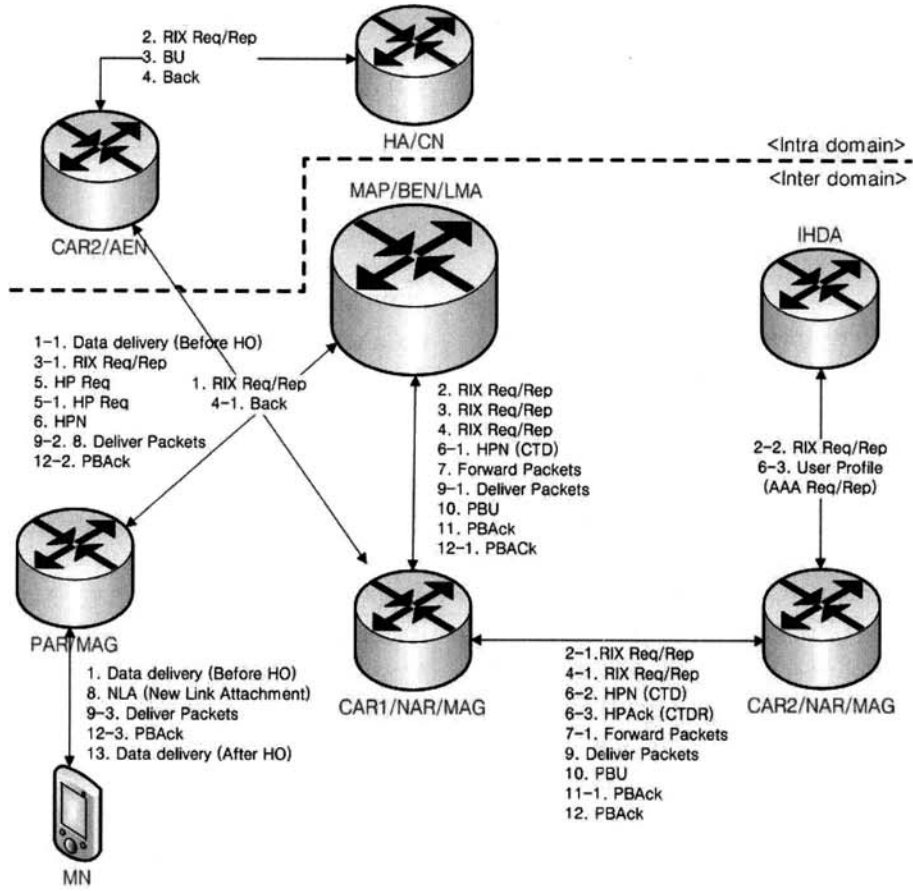 2. RIX Req/Rep
3. BU
4. Back
HA/CN
CAR2/AEN
<Intra domain>
<Inter domain>
MAP/BEN/LMA
IHDA
1-1. Data delivery (Before HO)
3-1. RIX Req/Rep
5. HP Req
5-1. HP Req
6. HPN
9-2. 8. Deliver Packets
12-2. PBAck
1. RIX Req/Rep
4-1. Back
2. RIX Req/Rep
3. RIX Req/Rep
4. RIX Req/Rep
6-1. HPN (CTD)
7. Forward Packets
9-1. Deliver Packets
10. PBU
11. PBAck
12-1. PBACk
2-2. RIX Req/Rep
6-3. User Profile
(AAA Req/Rep)
PAR/MAG
CAR1/NAR/MAG
CAR2/NAR/MAG
1. Data delivery (Before HO)
8. NLA (New Link Attachment)
9-3. Deliver Packets
12-3. PBAck
13. Data delivery (After HO)
2-1.RIX Req/Rep
4-1. RIX Req/Rep
6-2. HPN (CTD)
6-3. HPAck (CTDR)
7-1. Forward Packets
9. Deliver Packets
10. PBU
11-1. PBAck
12. PBAck
MN